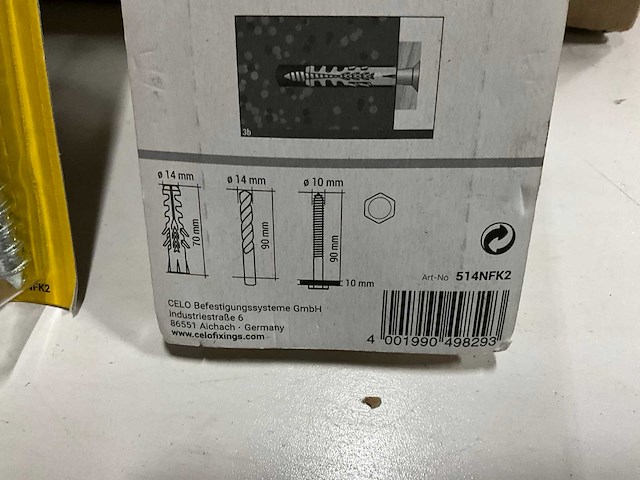 3b
ø 14 mm
ø 14 mm
ø 10 mm
70 mm
90 mm
90 mm
10 mm
Art-No 514NFK2
CELO Befestigungssysteme GmbH
Industriestraße 6
86551 Aichach · Germany
www.celofixings.com
4 001990 498293
FK2